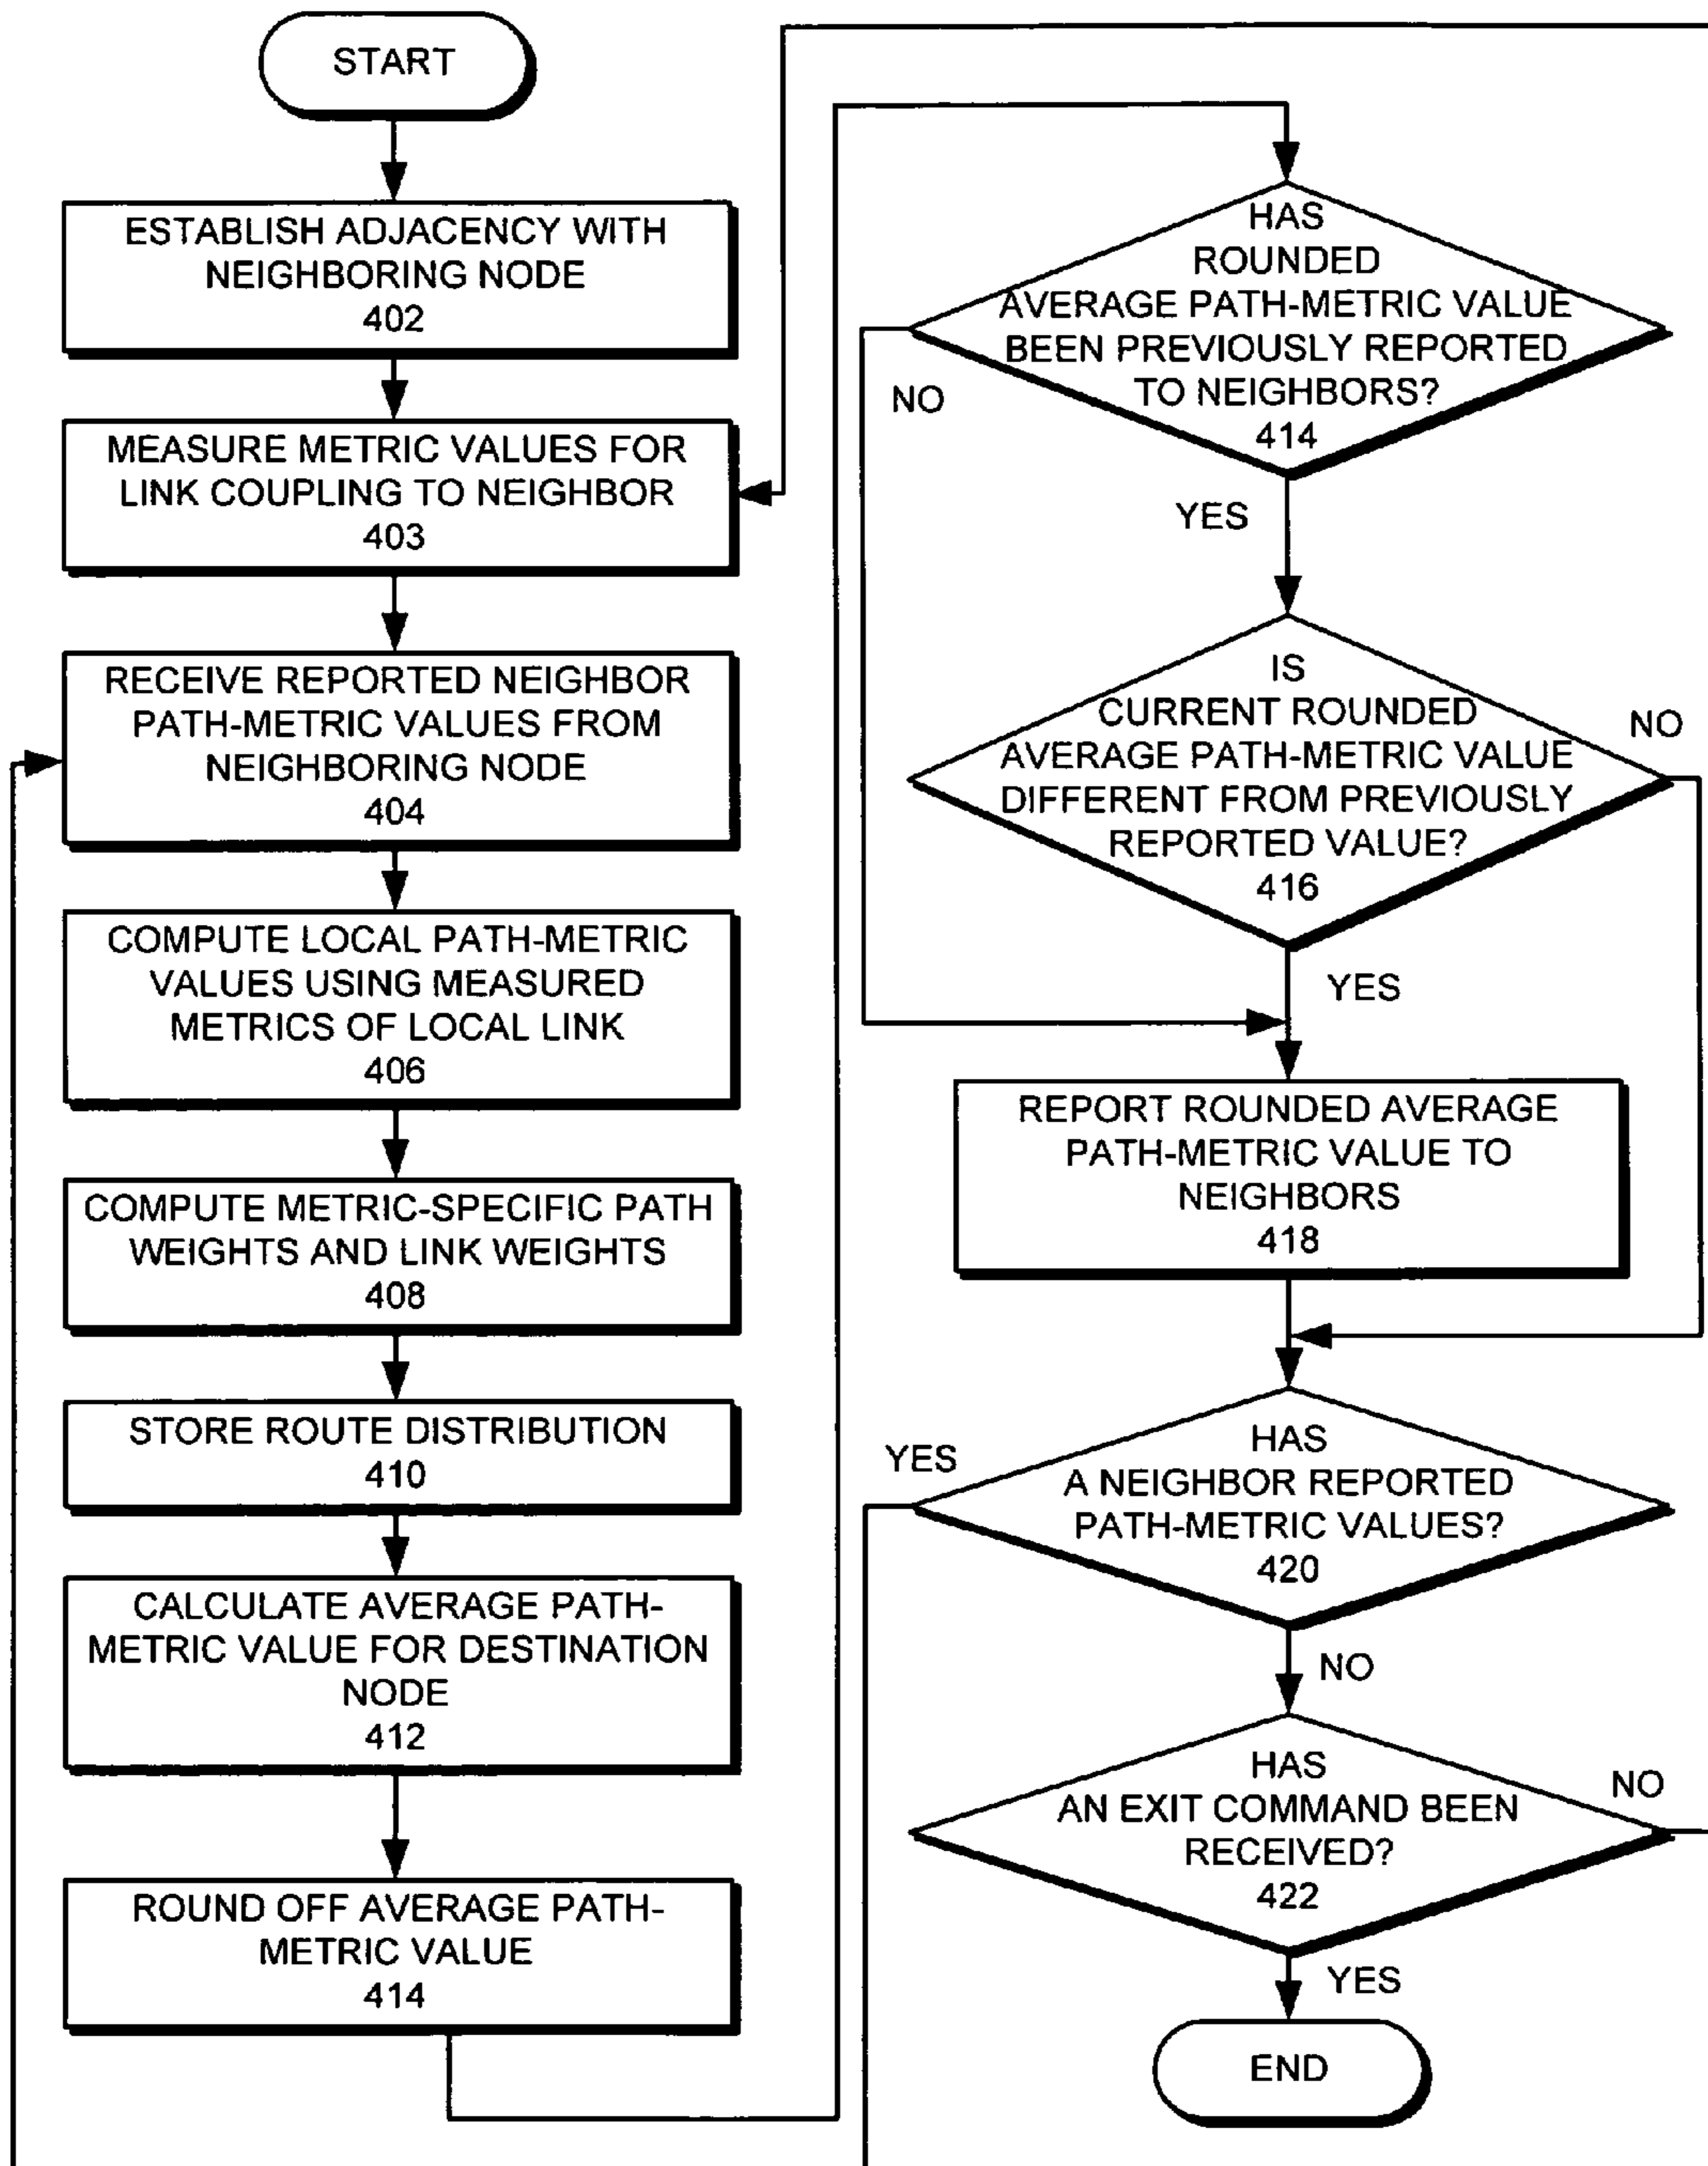 START
ESTABLISH ADJACENCY WITH
NEIGHBORING NODE
402
MEASURE METRIC VALUES FOR
LINK COUPLING TO NEIGHBOR
403
RECEIVE REPORTED NEIGHBOR
PATH-METRIC VALUES FROM
NEIGHBORING NODE
404
COMPUTE LOCAL PATH-METRIC
VALUES USING MEASURED
METRICS OF LOCAL LINK
406
COMPUTE METRIC-SPECIFIC PATH
WEIGHTS AND LINK WEIGHTS
408
STORE ROUTE DISTRIBUTION
410
CALCULATE AVERAGE PATH-
METRIC VALUE FOR DESTINATION
NODE
412
ROUND OFF AVERAGE PATH-
METRIC VALUE
414
HAS
ROUNDED
AVERAGE PATH-METRIC VALUE
BEEN PREVIOUSLY REPORTED
TO NEIGHBORS?
414
NO
YES
IS
CURRENT ROUNDED
AVERAGE PATH-METRIC VALUE
DIFFERENT FROM PREVIOUSLY
REPORTED VALUE?
416
NO
YES
REPORT ROUNDED AVERAGE
PATH-METRIC VALUE TO
NEIGHBORS
418
HAS
A NEIGHBOR REPORTED
PATH-METRIC VALUES?
420
YES
NO
HAS
AN EXIT COMMAND BEEN
RECEIVED?
422
NO
YES
END